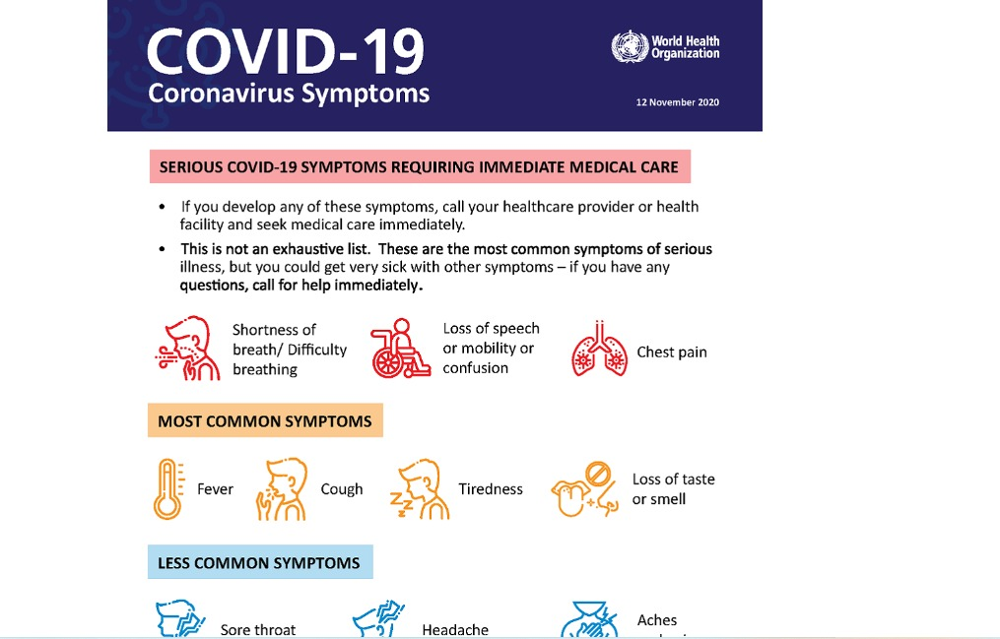 COVID-19
Coronavirus Symptoms
World Health
Organization
12 November 2020
SERIOUS COVID-19 SYMPTOMS REQUIRING IMMEDIATE MEDICAL CARE
• If you develop any of these symptoms, call your healthcare provider or health
facility and seek medical care immediately.
• This is not an exhaustive list. These are the most common symptoms of serious
illness, but you could get very sick with other symptoms – if you have any
questions, call for help immediately.
Shortness of
breath/ Difficulty
breathing
Loss of speech
or mobility or
confusion
Chest pain
MOST COMMON SYMPTOMS
Fever
Cough
Tiredness
Loss of taste
or smell
LESS COMMON SYMPTOMS
Sore throat
Headache
Aches